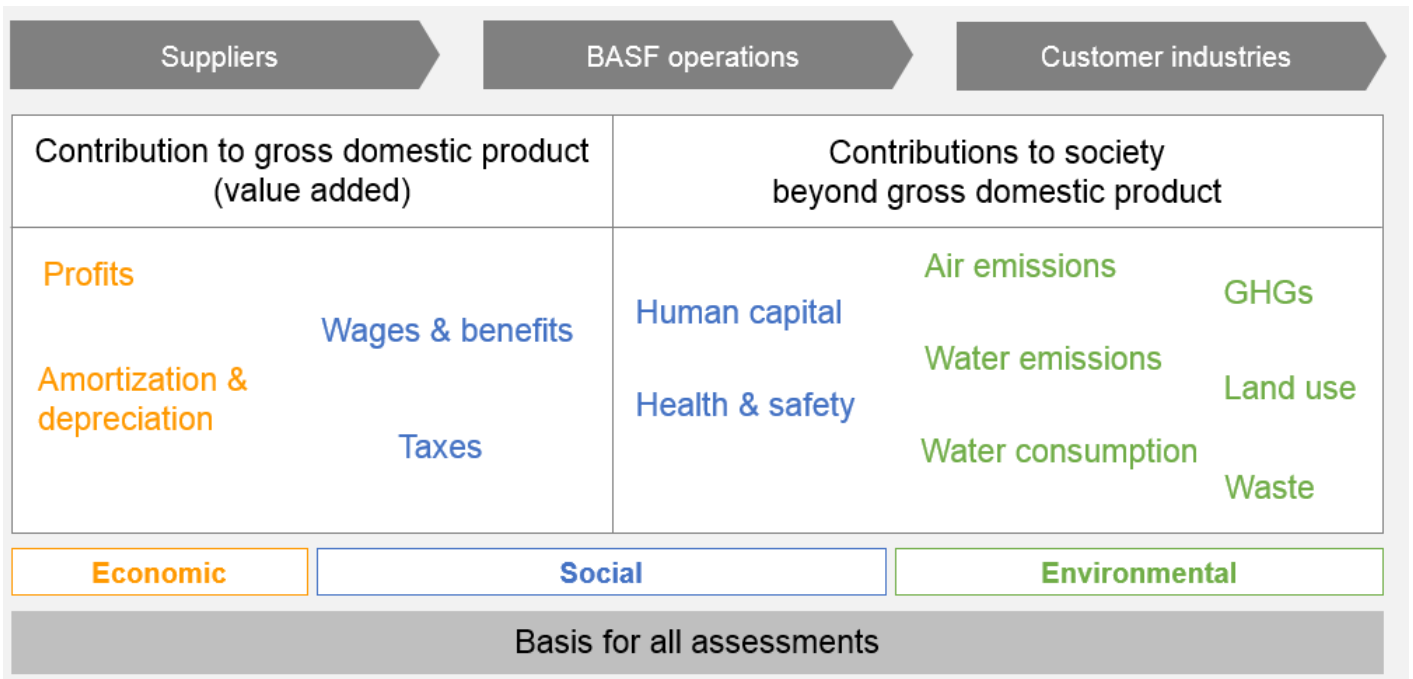 Suppliers
BASF operations
Customer industries
Contribution to gross domestic product
(value added)
Contributions to society
beyond gross domestic product
Profits
Wages & benefits
Amortization &
depreciation
Taxes
Human capital
Health & safety
Air emissions
GHGs
Water emissions
Land use
Water consumption
Waste
Economic
Social
Environmental
Basis for all assessments